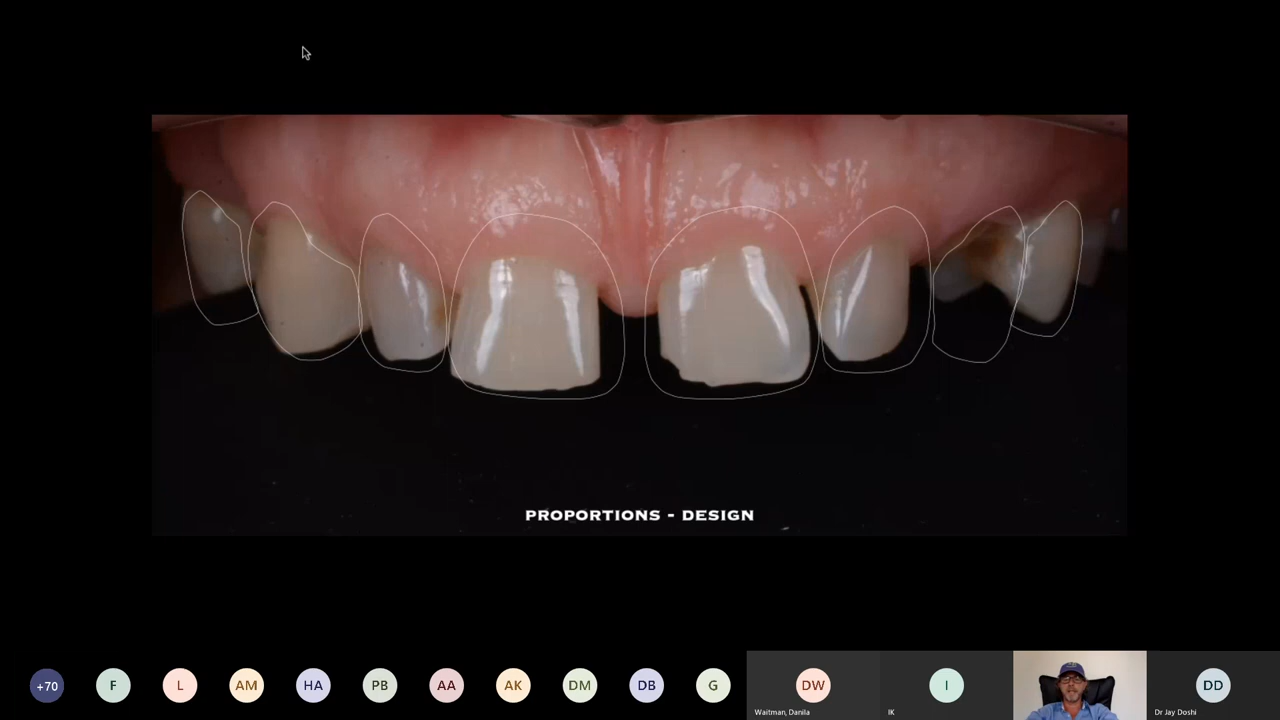 PROPORTIONS - DESIGN
+70
F
L
AM
HA
PB
AA
AK
DM
DB
G
DW
Waitman, Danila
I
IK
DD
Dr Jay Doshi